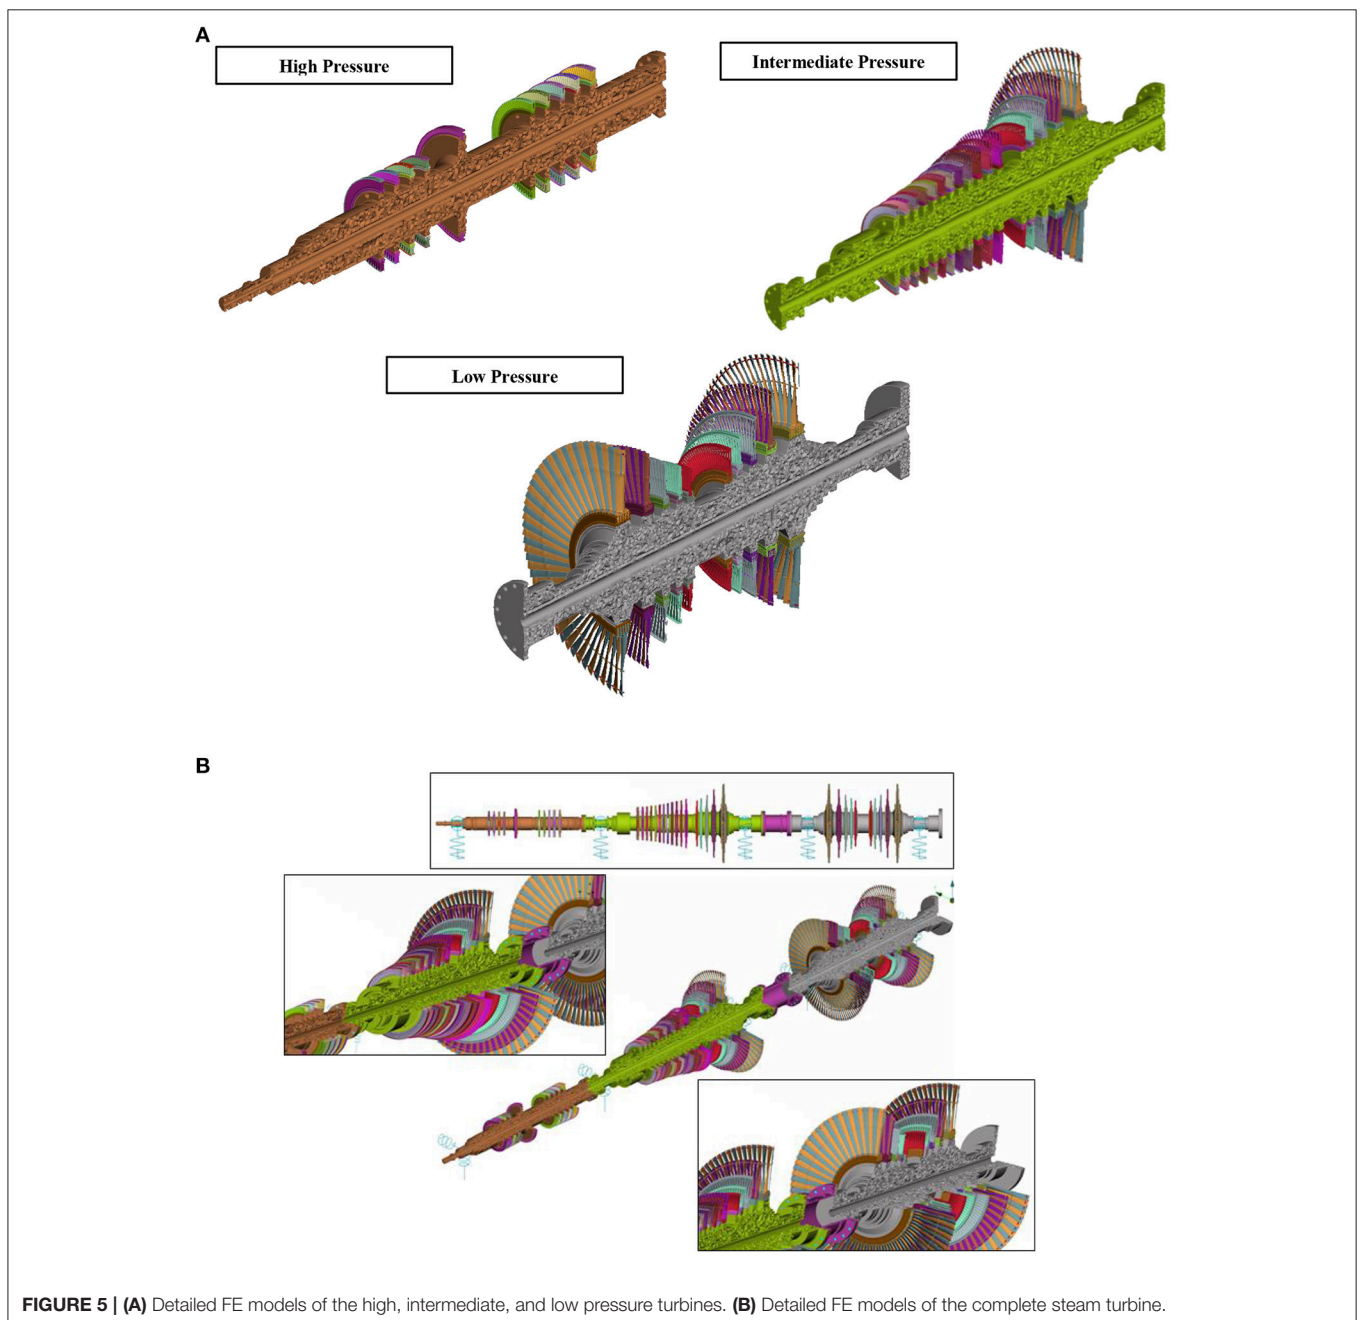 A
High Pressure
Intermediate Pressure
Low Pressure
B
FIGURE 5 | (A) Detailed FE models of the high, intermediate, and low pressure turbines. (B) Detailed FE models of the complete steam turbine.